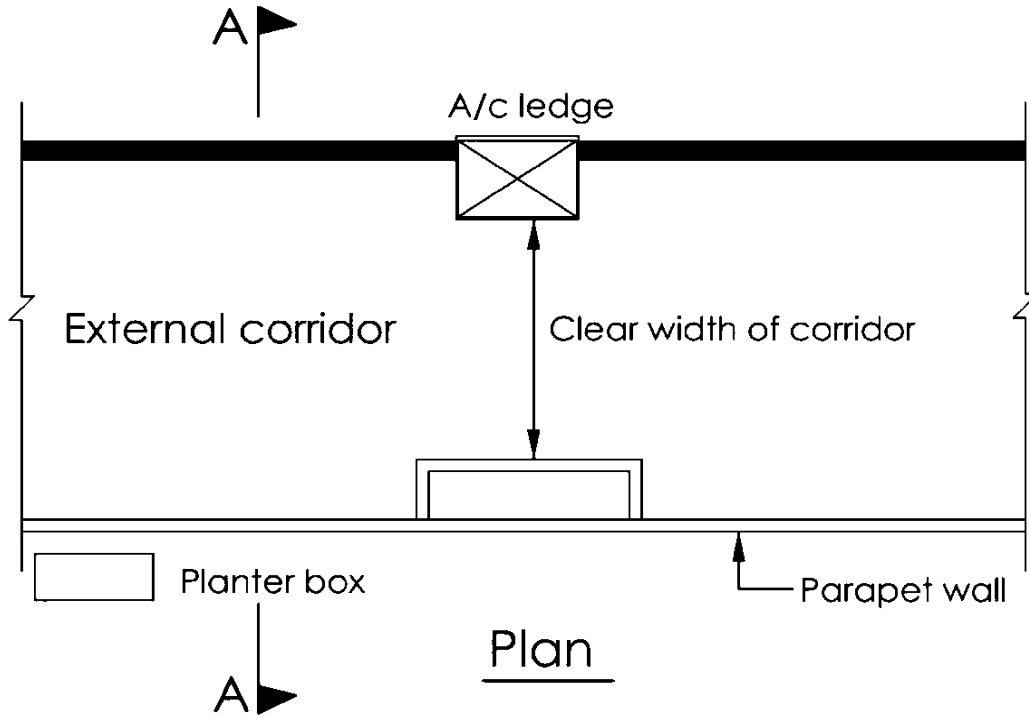 A
A/c ledge
External corridor
Clear width of corridor
Planter box
Parapet wall
Plan
A